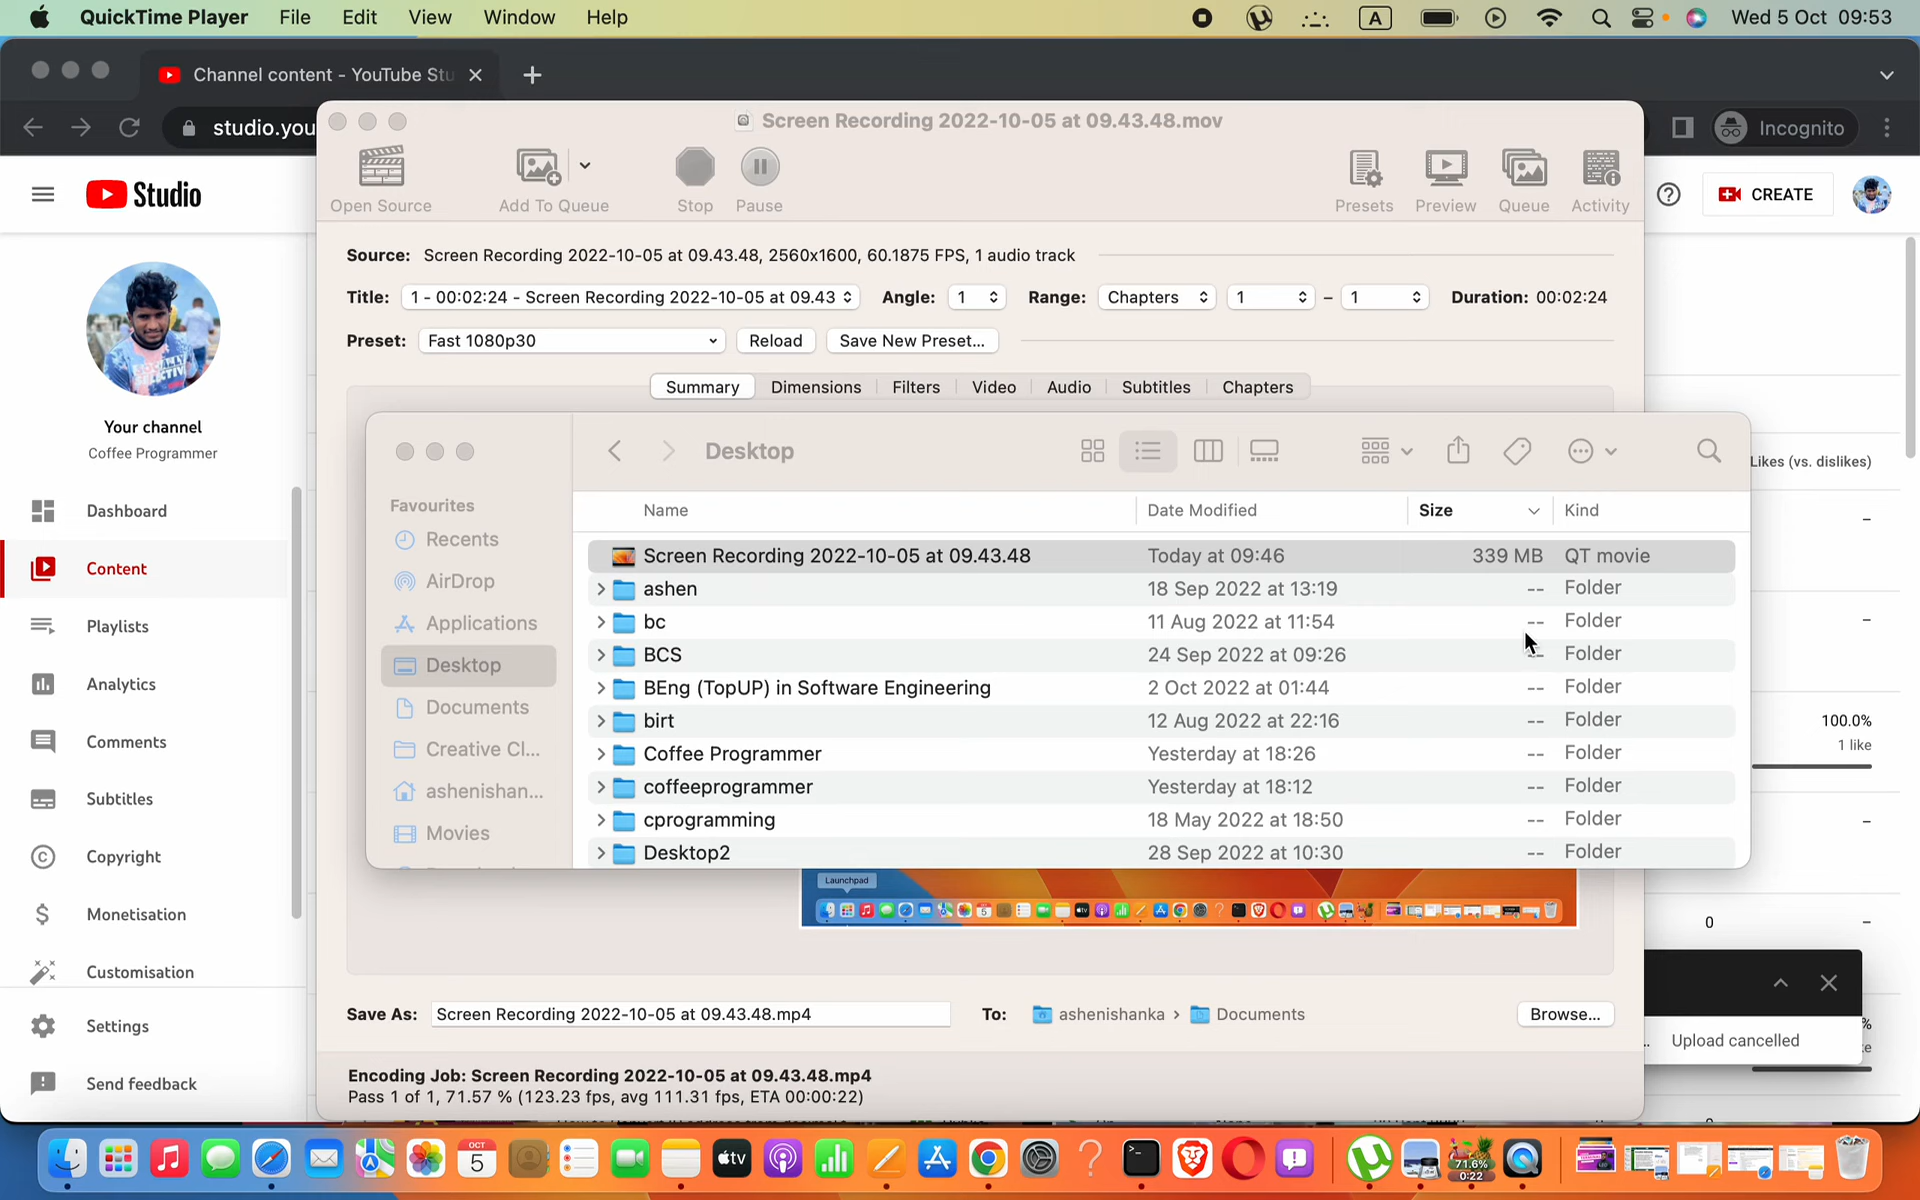 QuickTime Player File Edit View Window Help A Wed 5 Oct 09:53
Channel content - YouTube Stu
studio.you Incognito
Screen Recording 2022-10-05 at 09.43.48.mov
Open Source Add To Queue Stop Pause Presets Preview Queue Activity
Studio CREATE
Source: Screen Recording 2022-10-05 at 09.43.48, 2560x1600, 60.1875 FPS, 1 audio track
Title: 1 - 00:02:24 - Screen Recording 2022-10-05 at 09.43 Angle: 1 Range: Chapters 1 – 1 Duration: 00:02:24
Preset: Fast 1080p30 Reload Save New Preset...
Summary Dimensions Filters Video Audio Subtitles Chapters
Your channel
Coffee Programmer
Dashboard
Content
Playlists
Analytics
Comments
Subtitles
Copyright
Monetisation
Customisation
Settings
Send feedback
Desktop
Favourites
Recents
AirDrop
Applications
Desktop
Documents
Creative Cl...
ashenishan...
Movies
Name Date Modified Size Kind
Screen Recording 2022-10-05 at 09.43.48 Today at 09:46 339 MB QT movie
ashen 18 Sep 2022 at 13:19 -- Folder
bc 11 Aug 2022 at 11:54 -- Folder
BCS 24 Sep 2022 at 09:26 -- Folder
BEng (TopUP) in Software Engineering 2 Oct 2022 at 01:44 -- Folder
birt 12 Aug 2022 at 22:16 -- Folder
Coffee Programmer Yesterday at 18:26 -- Folder
coffeeprogrammer Yesterday at 18:12 -- Folder
cprogramming 18 May 2022 at 18:50 -- Folder
Desktop2 28 Sep 2022 at 10:30 -- Folder
Likes (vs. dislikes)
–
–
100.0%
1 like
–
0 –
Launchpad
Save As: Screen Recording 2022-10-05 at 09.43.48.mp4 To: ashenishanka › Documents Browse...
Upload cancelled
Encoding Job: Screen Recording 2022-10-05 at 09.43.48.mp4
Pass 1 of 1, 71.57 % (123.23 fps, avg 111.31 fps, ETA 00:00:22)
OCT
5
tv
71.6%
0:22